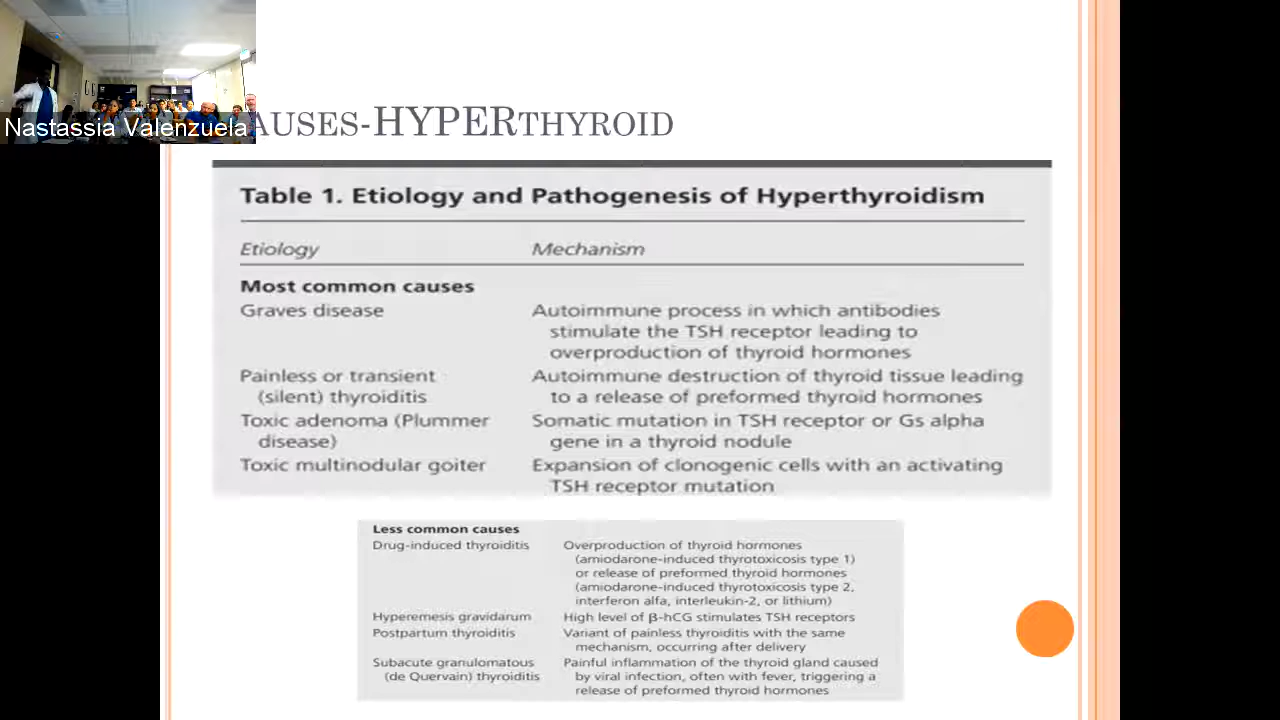 Nastassia Valenzuela
AUSES-HYPERTHYROID
Table 1. Etiology and Pathogenesis of Hyperthyroidism
Etiology Mechanism
Most common causes
Graves disease Autoimmune process in which antibodies
stimulate the TSH receptor leading to
overproduction of thyroid hormones
Painless or transient Autoimmune destruction of thyroid tissue leading
(silent) thyroiditis to a release of preformed thyroid hormones
Toxic adenoma (Plummer Somatic mutation in TSH receptor or Gs alpha
disease) gene in a thyroid nodule
Toxic multinodular goiter Expansion of clonogenic cells with an activating
TSH receptor mutation
Less common causes
Drug-induced thyroiditis Overproduction of thyroid hormones
(amiodarone-induced thyrotoxicosis type 1)
or release of preformed thyroid hormones
(amiodarone-induced thyrotoxicosis type 2,
interferon alfa, interleukin-2, or lithium)
Hyperemesis gravidarum High level of β-hCG stimulates TSH receptors
Postpartum thyroiditis Variant of painless thyroiditis with the same
mechanism, occurring after delivery
Subacute granulomatous Painful inflammation of the thyroid gland caused
(de Quervain) thyroiditis by viral infection, often with fever, triggering a
release of preformed thyroid hormones